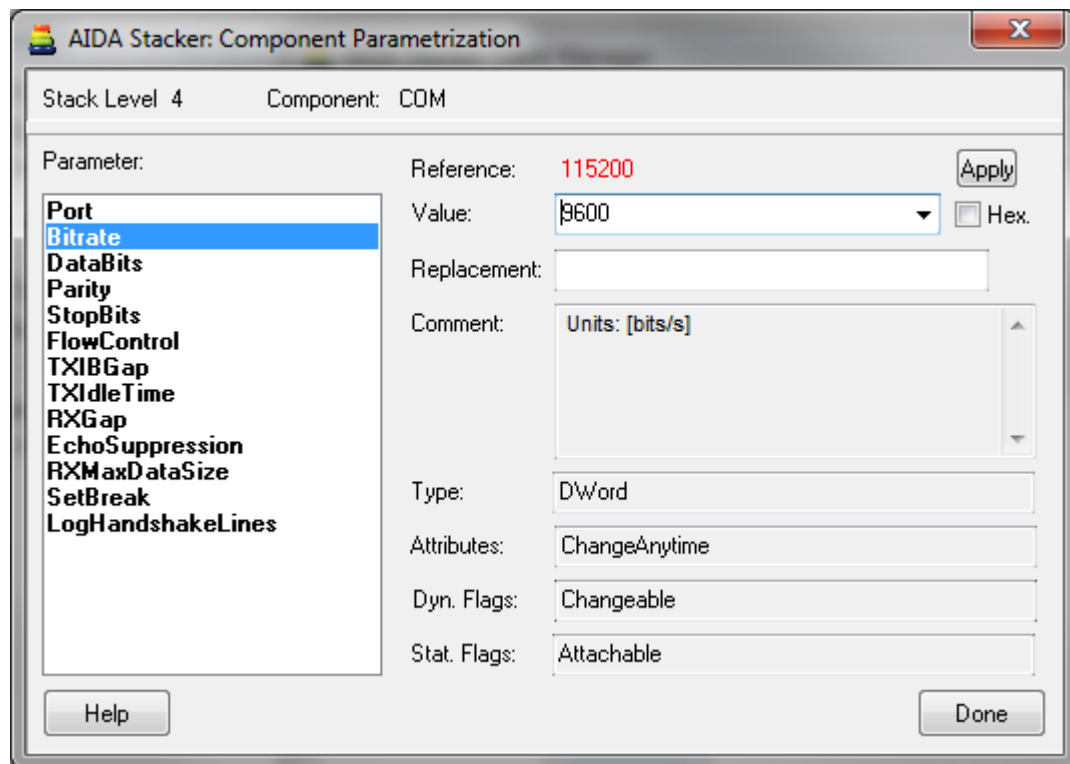 AIDA Stacker: Component Parametrization
Stack Level 4 Component: COM
Parameter:
Port
Bitrate
DataBits
Parity
StopBits
FlowControl
TXIBGap
TXIdleTime
RXGap
EchoSuppression
RXMaxDataSize
SetBreak
LogHandshakeLines
Reference: 115200 Apply
Value: 9600 Hex.
Replacement:
Comment: Units: [bits/s]
Type: DWord
Attributes: ChangeAnytime
Dyn. Flags: Changeable
Stat. Flags: Attachable
Help Done